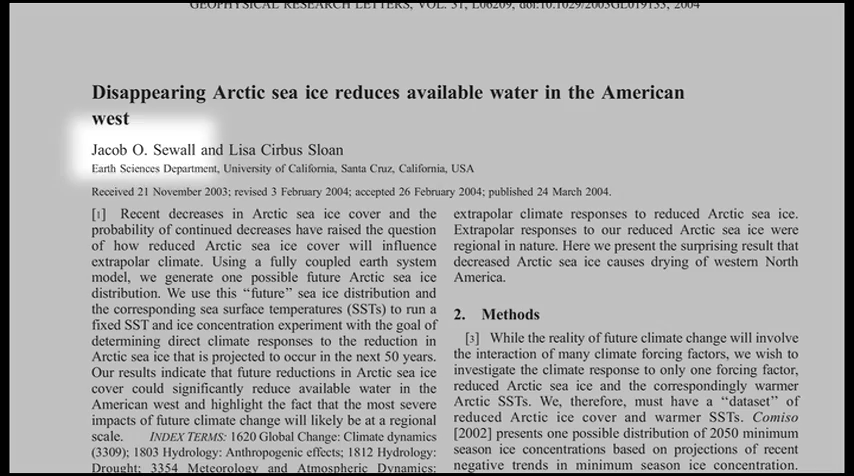 GEOPHYSICAL RESEARCH LETTERS, VOL. 31, L06209, doi:10.1029/2003GL019133, 2004
Disappearing Arctic sea ice reduces available water in the American
west
Jacob O. Sewall and Lisa Cirbus Sloan
Earth Sciences Department, University of California, Santa Cruz, California, USA
Received 21 November 2003; revised 3 February 2004; accepted 26 February 2004; published 24 March 2004.
[1] Recent decreases in Arctic sea ice cover and the
probability of continued decreases have raised the question
of how reduced Arctic sea ice cover will influence
extrapolar climate. Using a fully coupled earth system
model, we generate one possible future Arctic sea ice
distribution. We use this “future” sea ice distribution and
the corresponding sea surface temperatures (SSTs) to run a
fixed SST and ice concentration experiment with the goal of
determining direct climate responses to the reduction in
Arctic sea ice that is projected to occur in the next 50 years.
Our results indicate that future reductions in Arctic sea ice
cover could significantly reduce available water in the
American west and highlight the fact that the most severe
impacts of future climate change will likely be at a regional
scale. INDEX TERMS: 1620 Global Change: Climate dynamics
(3309); 1803 Hydrology: Anthropogenic effects; 1812 Hydrology:
Drought; 3354 Meteorology and Atmospheric Dynamics:
extrapolar climate responses to reduced Arctic sea ice.
Extrapolar responses to our reduced Arctic sea ice were
regional in nature. Here we present the surprising result that
decreased Arctic sea ice causes drying of western North
America.
2. Methods
[3] While the reality of future climate change will involve
the interaction of many climate forcing factors, we wish to
investigate the climate response to only one forcing factor,
reduced Arctic sea ice and the correspondingly warmer
Arctic SSTs. We, therefore, must have a “dataset” of
reduced Arctic ice cover and warmer SSTs. Comiso
[2002] presents one possible distribution of 2050 minimum
season ice concentrations based on projections of recent
negative trends in minimum season ice concentration.